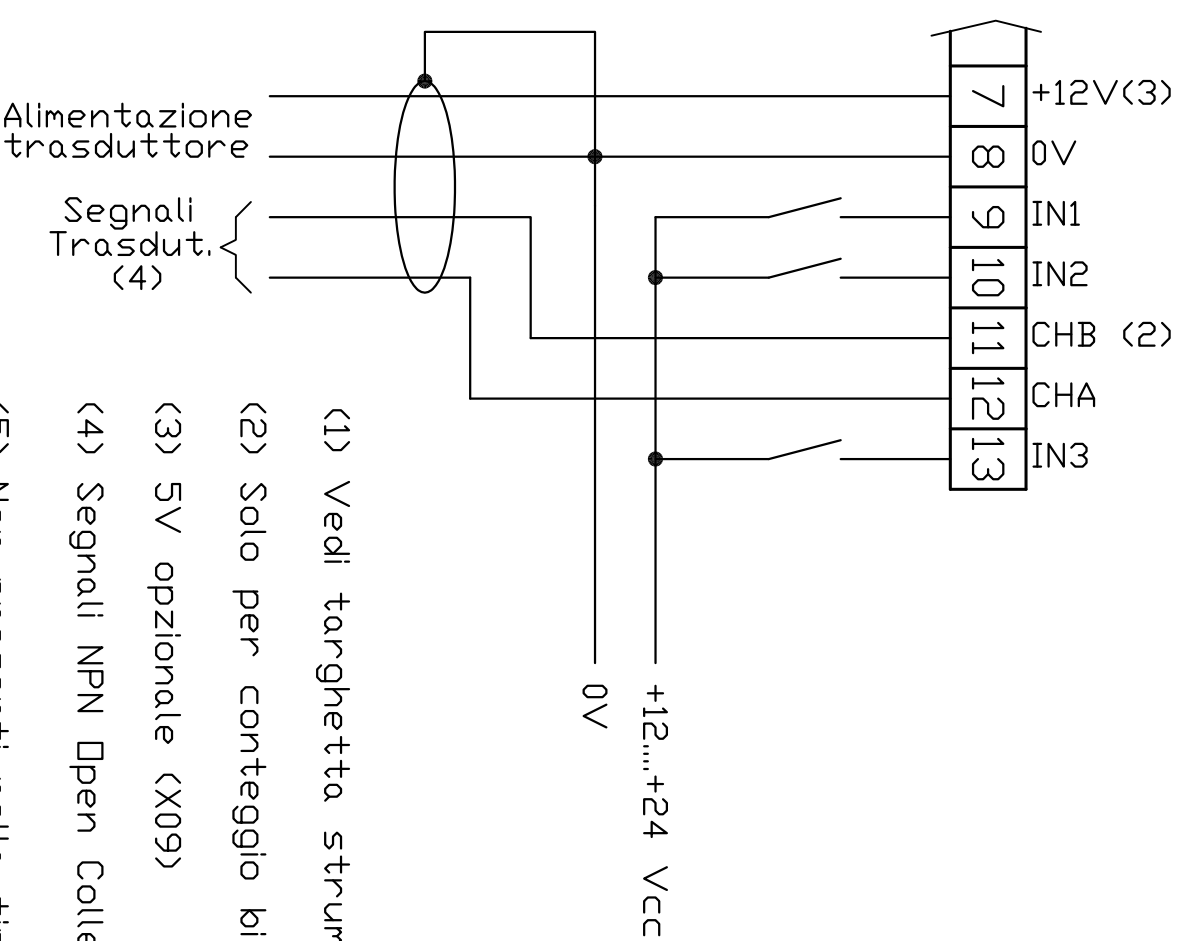 Alimentazione
trasduttore
Segnali
Trasdut.
(4)
7 +12V(3)
8 0V
9 IN1
10 IN2
11 CHB (2)
12 CHA
13 IN3
0V
+12....+24 Vcc
(1) Vedi targhetta strum
(2) Solo per conteggio bi
(3) 5V opzionale (X09)
(4) Segnali NPN Open Colle
(5)